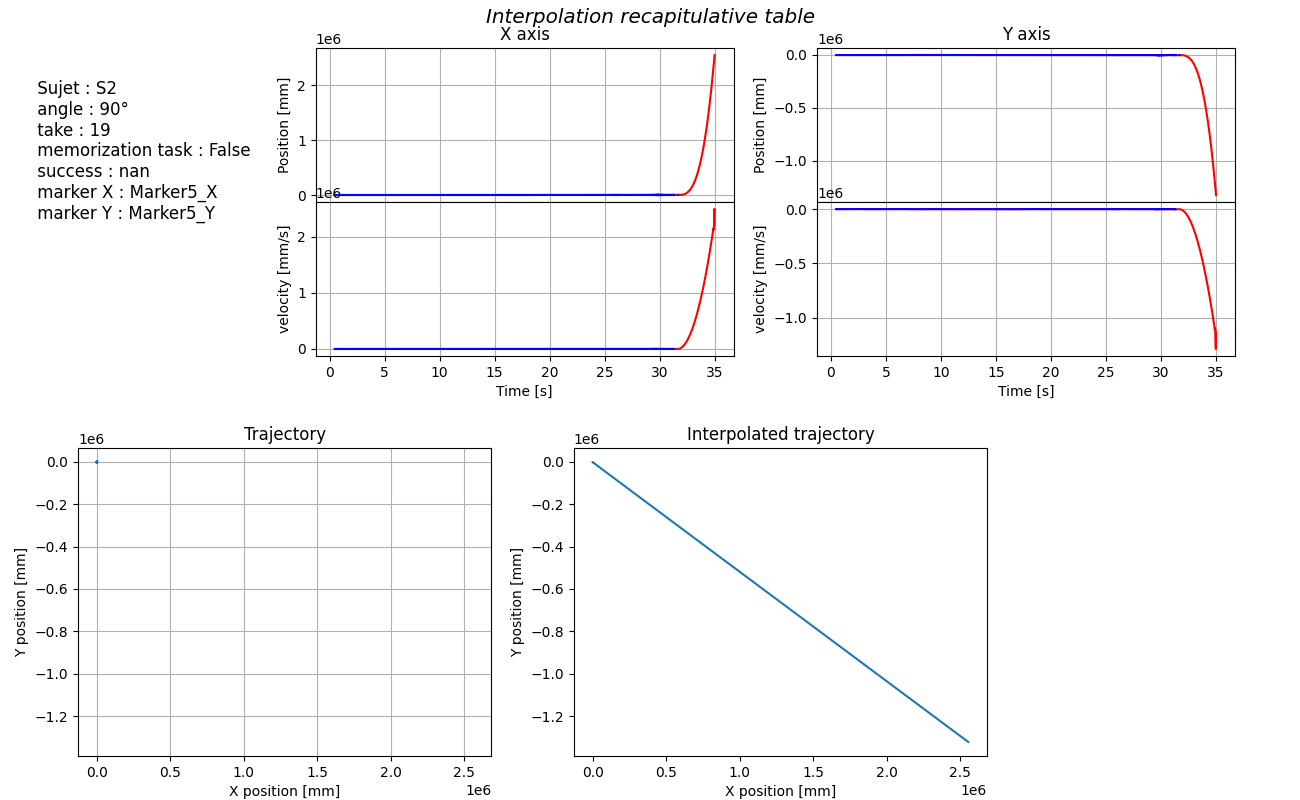 Interpolation recapitulative table
Sujet : S2
angle : 90°
take : 19
memorization task : False
success : nan
marker X : Marker5_X
marker Y : Marker5_Y
X axis
1e6
Position [mm]
2
1
0
1e6
velocity [mm/s]
2
1
0
0 5 10 15 20 25 30 35
Time [s]
Y axis
1e6
Position [mm]
0.0
−0.5
−1.0
1e6
velocity [mm/s]
0.0
−0.5
−1.0
0 5 10 15 20 25 30 35
Time [s]
Trajectory
1e6
Y position [mm]
0.0
−0.2
−0.4
−0.6
−0.8
−1.0
−1.2
0.0 0.5 1.0 1.5 2.0 2.5
X position [mm]
1e6
Interpolated trajectory
1e6
Y position [mm]
0.0
−0.2
−0.4
−0.6
−0.8
−1.0
−1.2
0.0 0.5 1.0 1.5 2.0 2.5
X position [mm]
1e6